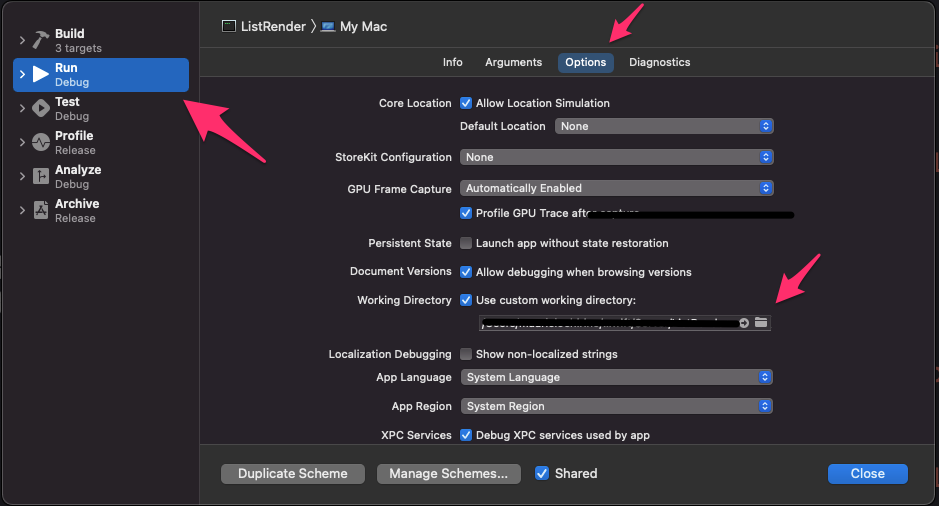 ListRender 〉 My Mac
Build
3 targets
Run
Debug
Test
Debug
Profile
Release
Analyze
Debug
Archive
Release
Info Arguments Options Diagnostics
Core Location Allow Location Simulation
Default Location None
StoreKit Configuration None
GPU Frame Capture Automatically Enabled
Profile GPU Trace after
Persistent State Launch app without state restoration
Document Versions Allow debugging when browsing versions
Working Directory Use custom working directory:
Localization Debugging Show non-localized strings
App Language System Language
App Region System Region
XPC Services Debug XPC services used by app
Duplicate Scheme Manage Schemes... Shared Close